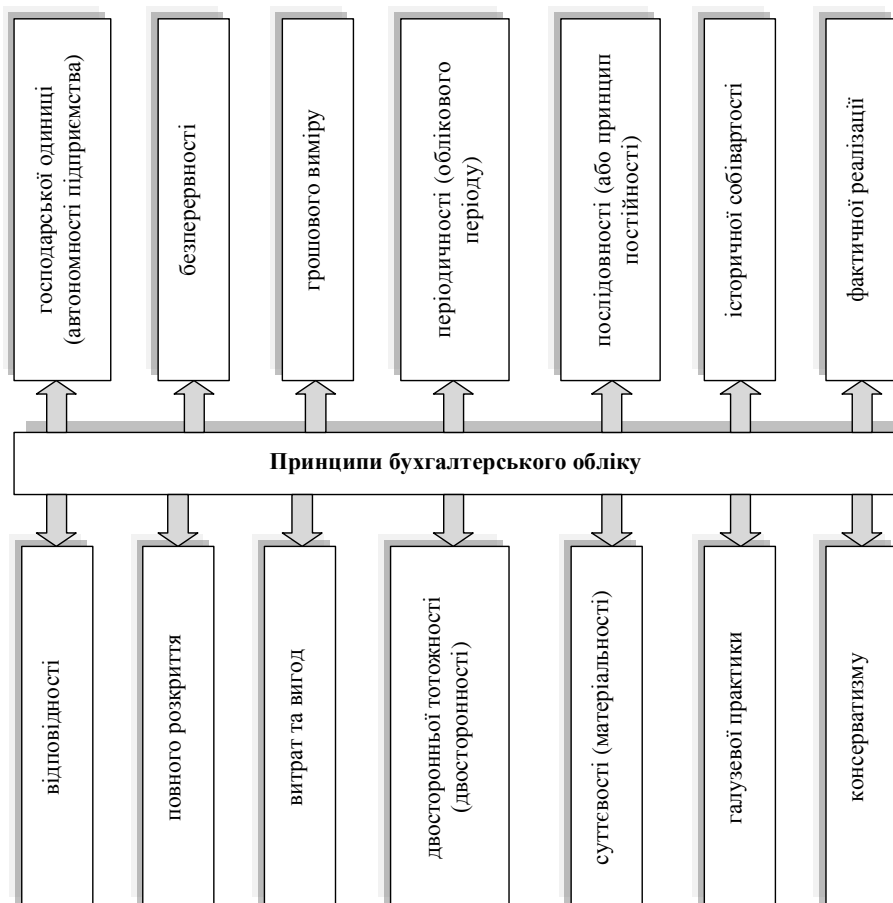 господарської одиниці
(автономності підприємства)
безперервності
грошового виміру
періодичності (облікового
періоду)
послідовності (або принцип
постійності)
історичної собівартості
фактичної реалізації
Принципи бухгалтерського обліку
відповідності
повного розкриття
витрат та вигод
двосторонньої тотожності
(двосторонності)
суттєвості (матеріальності)
галузевої практики
консерватизму